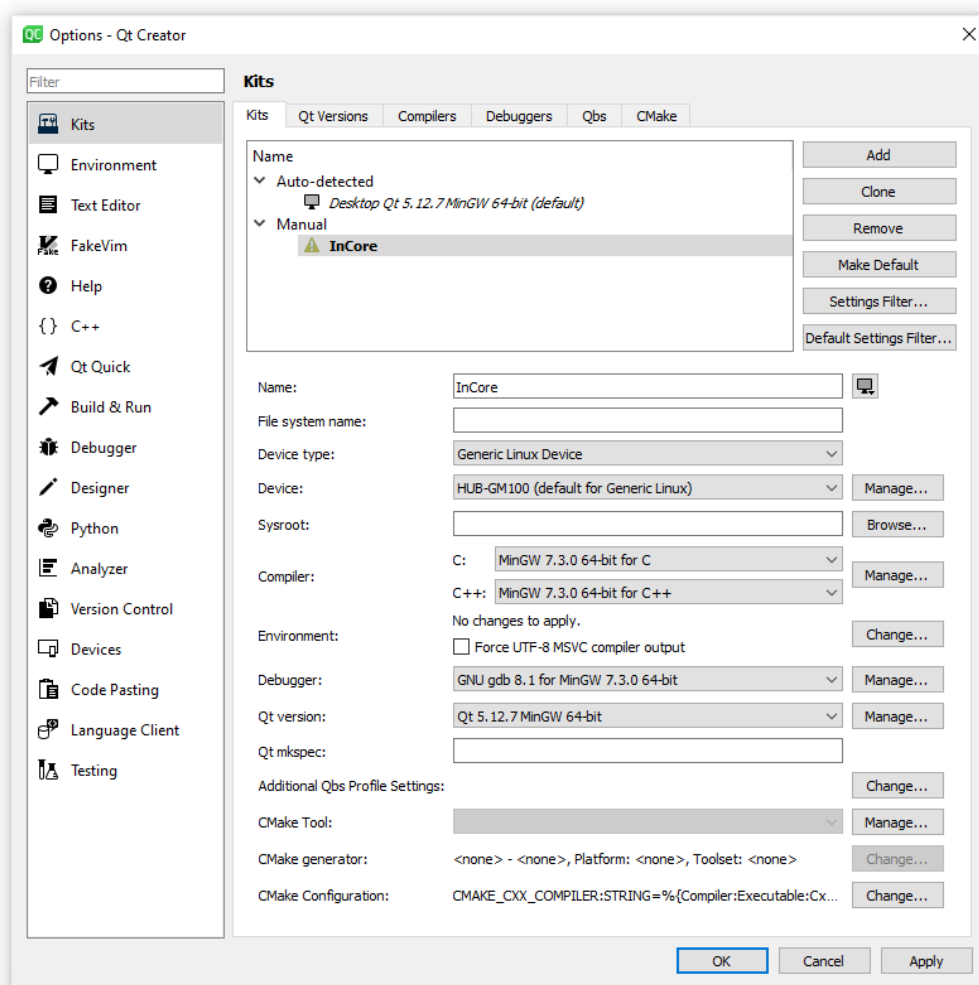 QC Options - Qt Creator
Filter
Kits
Environment
Text Editor
Fake FakeVim
Help
{} C++
Qt Quick
Build & Run
Debugger
Designer
Python
Analyzer
Version Control
Devices
Code Pasting
Language Client
Testing
Kits
Kits Qt Versions Compilers Debuggers Qbs CMake
Name
Auto-detected
Desktop Qt 5.12.7 MinGW 64-bit (default)
Manual
InCore
Add
Clone
Remove
Make Default
Settings Filter...
Default Settings Filter...
Name: InCore
File system name:
Device type: Generic Linux Device
Device: HUB-GM100 (default for Generic Linux) Manage...
Sysroot: Browse...
Compiler: C: MinGW 7.3.0 64-bit for C Manage...
C++: MinGW 7.3.0 64-bit for C++
Environment: No changes to apply. Change...
Force UTF-8 MSVC compiler output
Debugger: GNU gdb 8.1 for MinGW 7.3.0 64-bit Manage...
Qt version: Qt 5.12.7 MinGW 64-bit Manage...
Qt mkspec:
Additional Qbs Profile Settings: Change...
CMake Tool: Manage...
CMake generator: <none> - <none>, Platform: <none>, Toolset: <none> Change...
CMake Configuration: CMAKE_CXX_COMPILER:STRING=%{Compiler:Executable:Cx... Change...
OK Cancel Apply